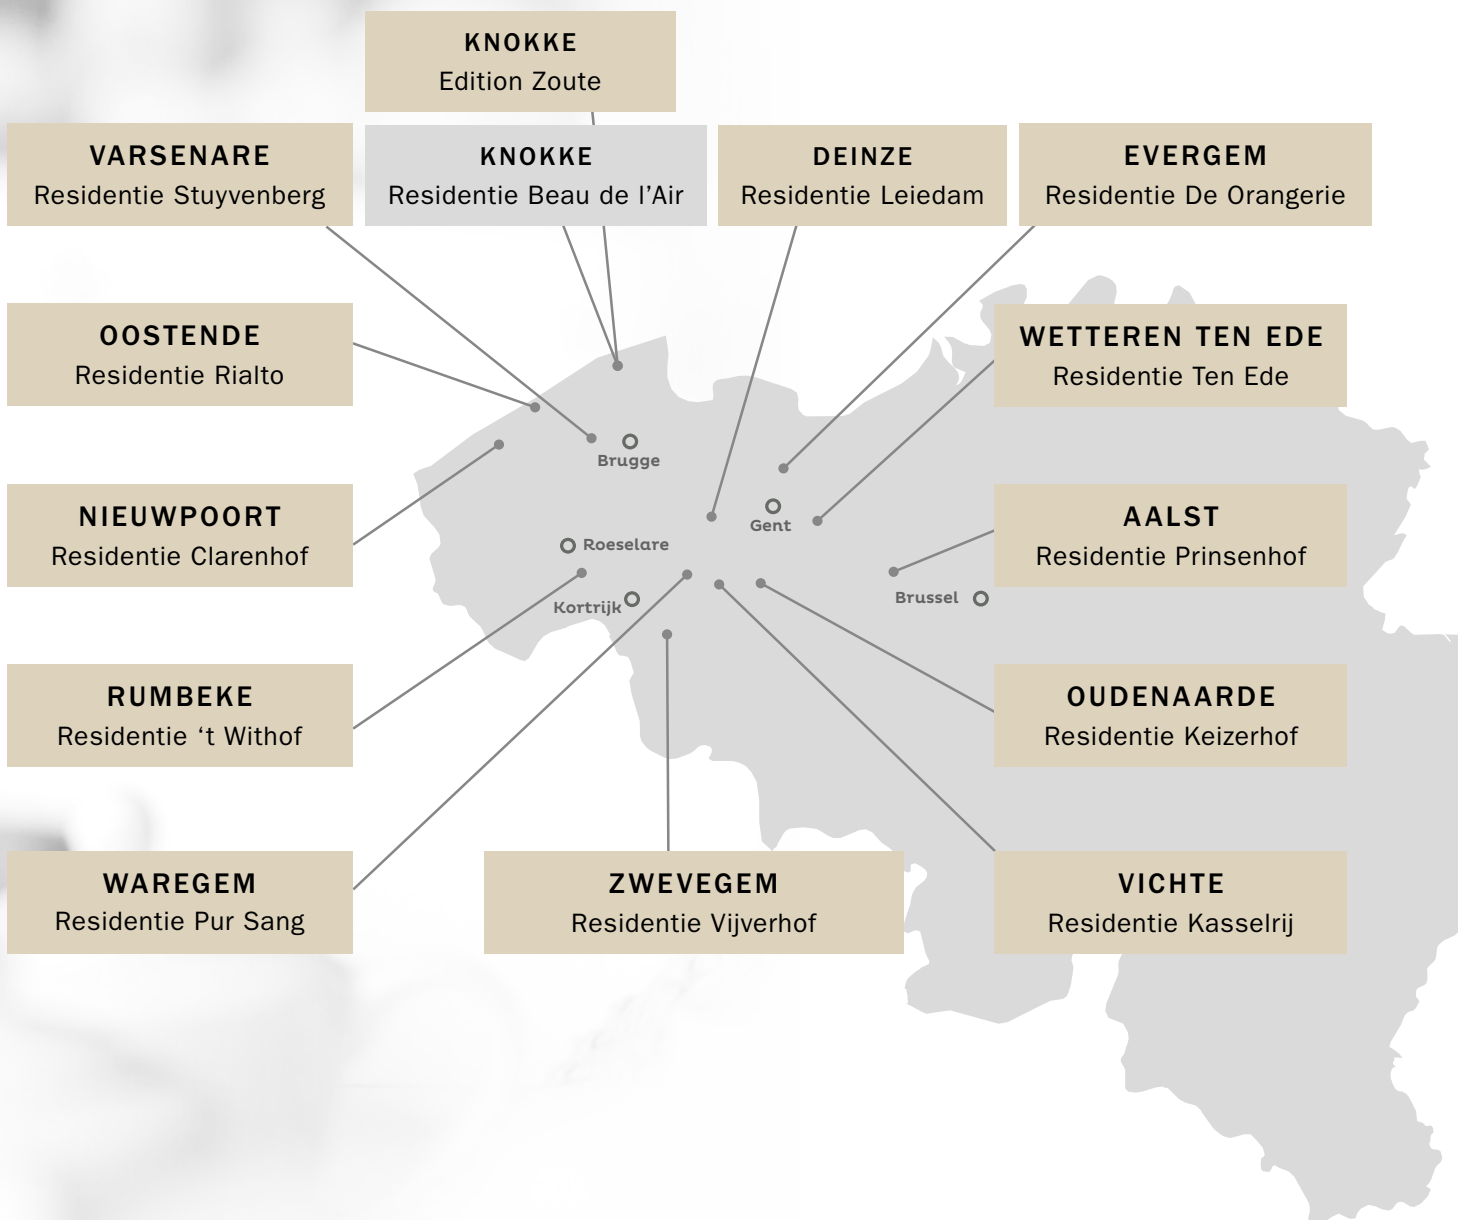 KNOKKE
Edition Zoute
VARSENARE
Residentie Stuyvenberg
KNOKKE
Residentie Beau de l’Air
DEINZE
Residentie Leiedam
EVERGEM
Residentie De Orangerie
OOSTENDE
Residentie Rialto
WETTEREN TEN EDE
Residentie Ten Ede
Brugge
NIEUWPOORT
Residentie Clarenhof
Gent
Roeselare
AALST
Residentie Prinsenhof
Kortrijk
Brussel
RUMBEKE
Residentie ‘t Withof
OUDENAARDE
Residentie Keizerhof
WAREGEM
Residentie Pur Sang
ZWEVEGEM
Residentie Vijverhof
VICHTE
Residentie Kasselrij